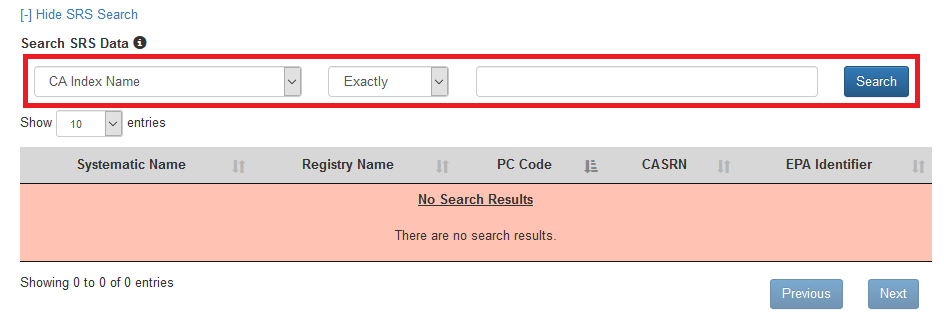 [-] Hide SRS Search
Search SRS Data
CA Index Name Exactly Search
Show 10 entries
Systematic Name Registry Name PC Code CASRN EPA Identifier
No Search Results
There are no search results.
Showing 0 to 0 of 0 entries
Previous Next